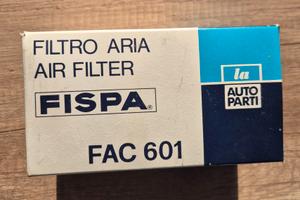 FILTRO ARIA
AIR FILTER
FISPA®
FAC 601
la
AUTO
PARTI